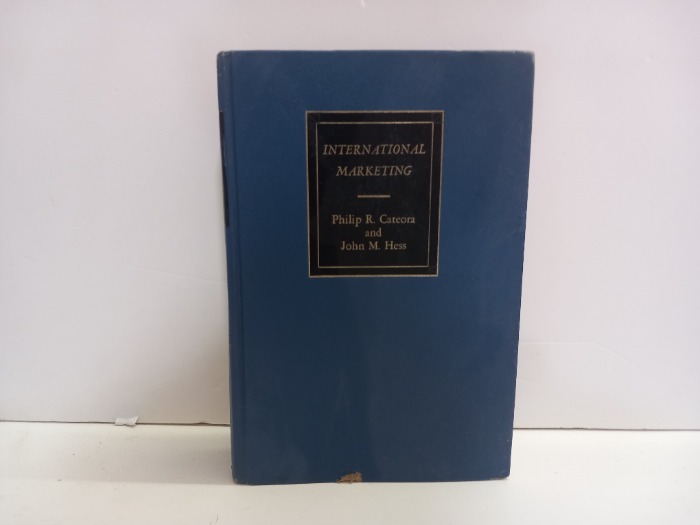 INTERNATIONAL
MARKETING
Philip R. Cateora
and
John M. Hess